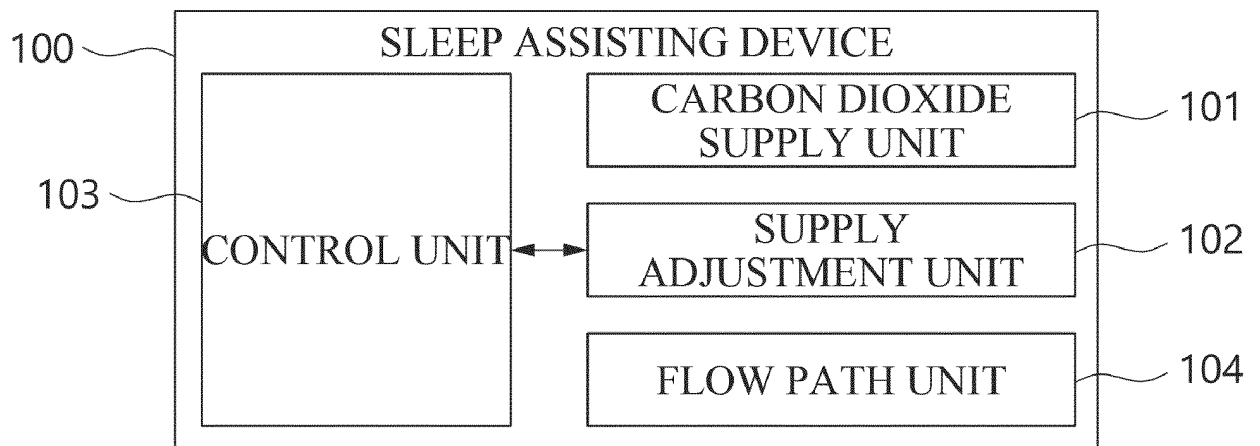 100
SLEEP ASSISTING DEVICE
103
CONTROL UNIT
CARBON DIOXIDE
SUPPLY UNIT
101
SUPPLY
ADJUSTMENT UNIT
102
FLOW PATH UNIT
104